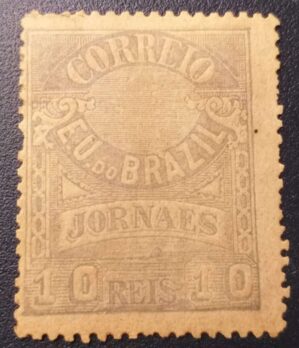 CORREIO
E.U. DO BRAZIL
JORNAES
10 REIS 10